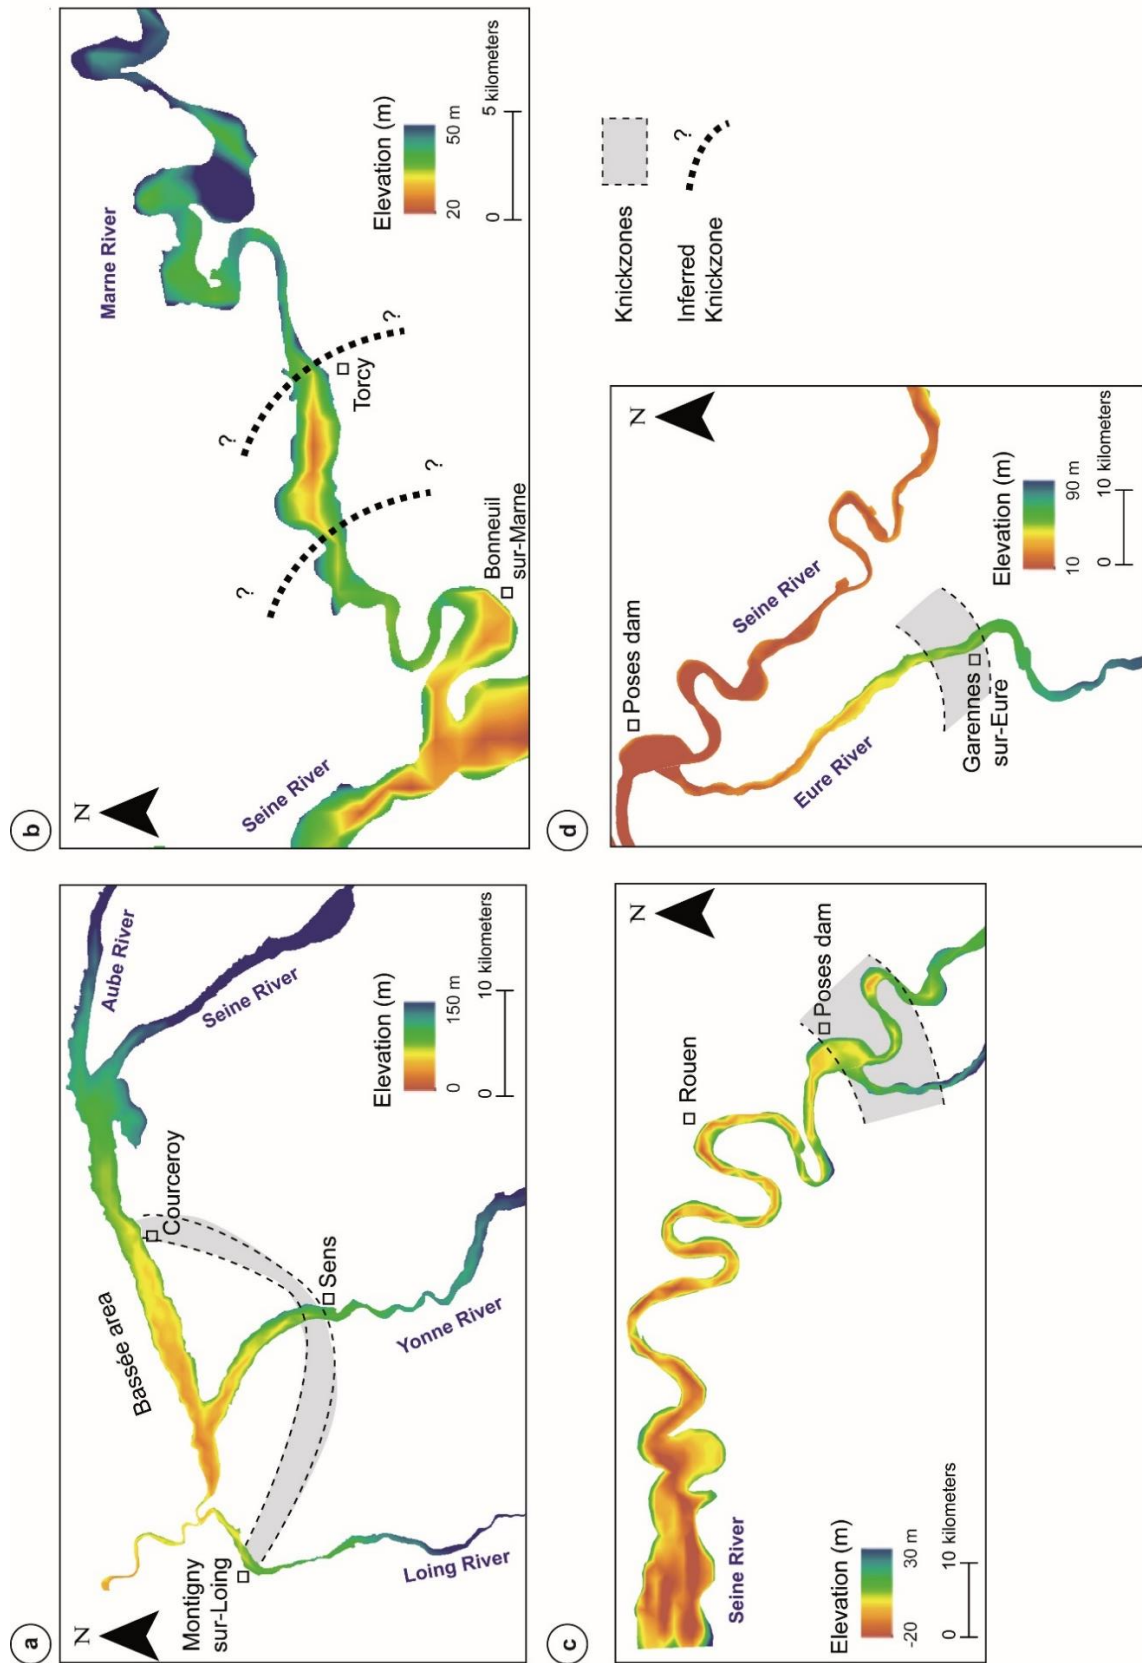 a
N
Montigny
sur-Loing
Loing River
Bassée area
Courceroy
Sens
Yonne River
Aube River
Seine River
Elevation (m)
0
150 m
0
10 kilometers
b
N
Seine River
Marne River
?
?
?
?
Torcy
Bonneuil
sur-Marne
Elevation (m)
20
50 m
0
5 kilometers
c
N
Seine River
Rouen
Poses dam
Elevation (m)
-20
30 m
0
10 kilometers
d
N
Poses dam
Seine River
Eure River
Garennes
sur-Eure
Elevation (m)
10
90 m
0
10 kilometers
Knickzones
Inferred
Knickzone
?